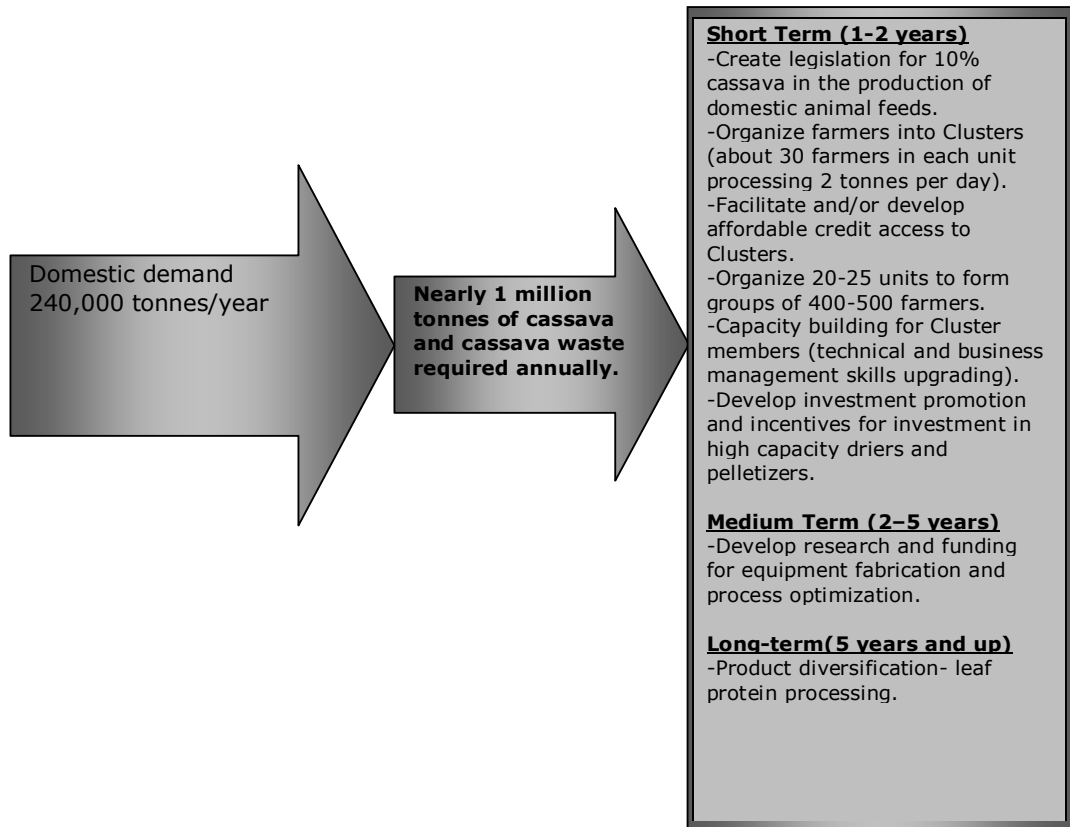 Domestic demand
240,000 tonnes/year
Nearly 1 million
tonnes of cassava
and cassava waste
required annually.
Short Term (1-2 years)
-Create legislation for 10%
cassava in the production of
domestic animal feeds.
-Organize farmers into Clusters
(about 30 farmers in each unit
processing 2 tonnes per day).
-Facilitate and/or develop
affordable credit access to
Clusters.
-Organize 20-25 units to form
groups of 400-500 farmers.
-Capacity building for Cluster
members (technical and business
management skills upgrading).
-Develop investment promotion
and incentives for investment in
high capacity driers and
pelletizers.
Medium Term (2–5 years)
-Develop research and funding
for equipment fabrication and
process optimization.
Long-term(5 years and up)
-Product diversification- leaf
protein processing.